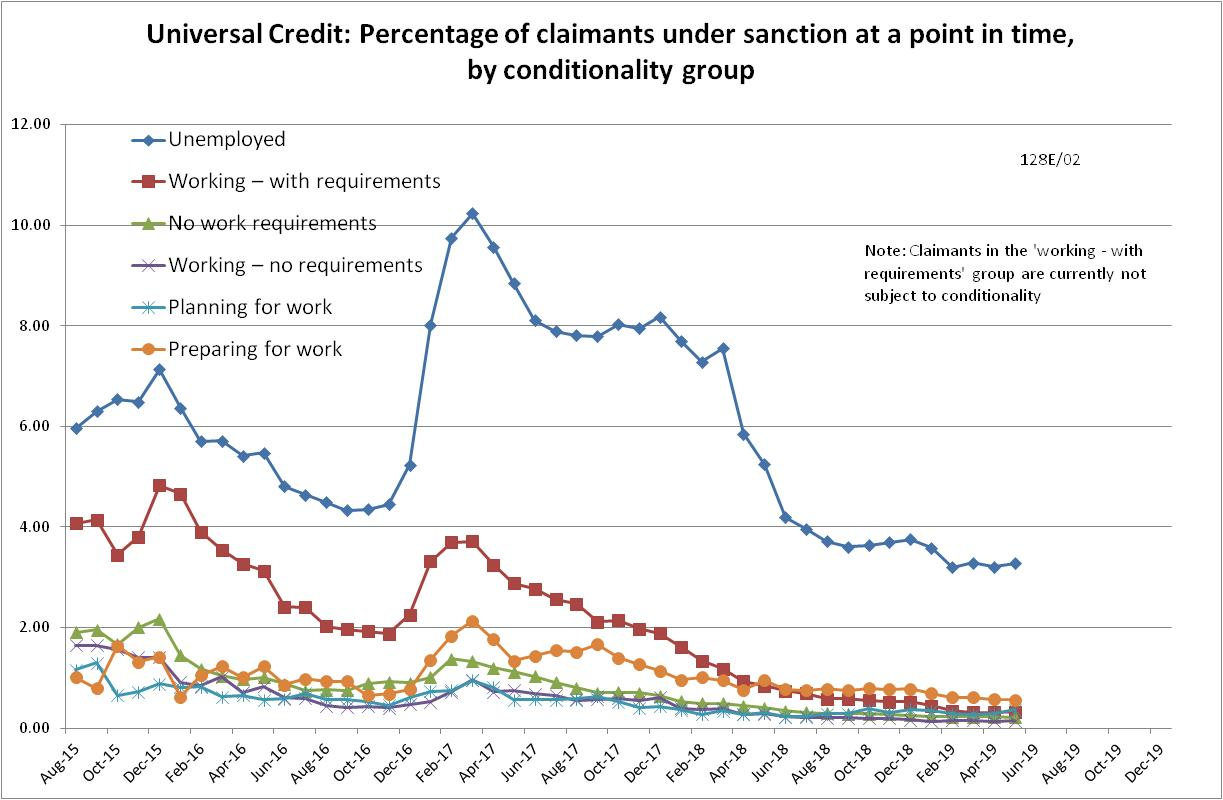 Universal Credit: Percentage of claimants under sanction at a point in time,
by conditionality group
12.00
10.00
8.00
6.00
4.00
2.00
0.00
Unemployed
Working – with requirements
No work requirements
Working – no requirements
Planning for work
Preparing for work
128E/02
Note: Claimants in the 'working - with
requirements' group are currently not
subject to conditionality
Aug-15
Oct-15
Dec-15
Feb-16
Apr-16
Jun-16
Aug-16
Oct-16
Dec-16
Feb-17
Apr-17
Jun-17
Aug-17
Oct-17
Dec-17
Feb-18
Apr-18
Jun-18
Aug-18
Oct-18
Dec-18
Feb-19
Apr-19
Jun-19
Aug-19
Oct-19
Dec-19